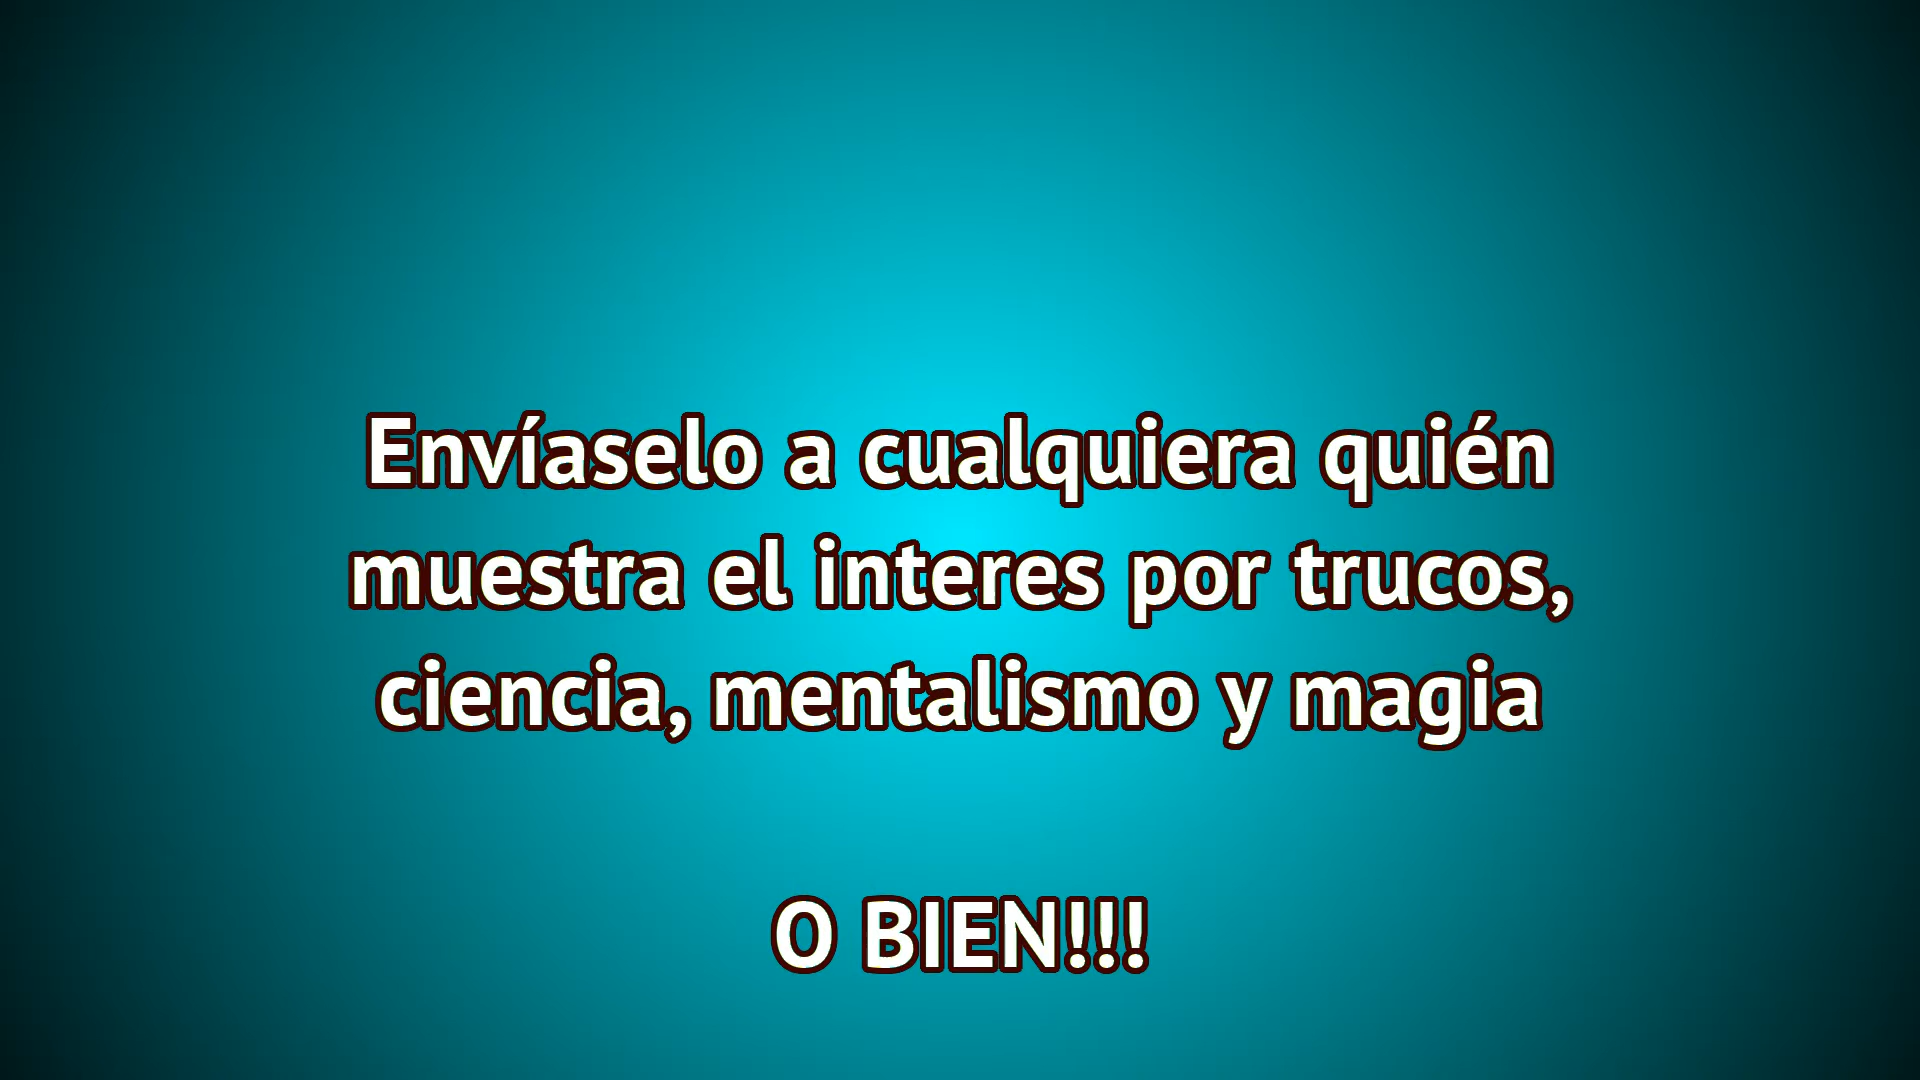 Envíaselo a cualquiera quién
muestra el interes por trucos,
ciencia, mentalismo y magia
O BIEN!!!